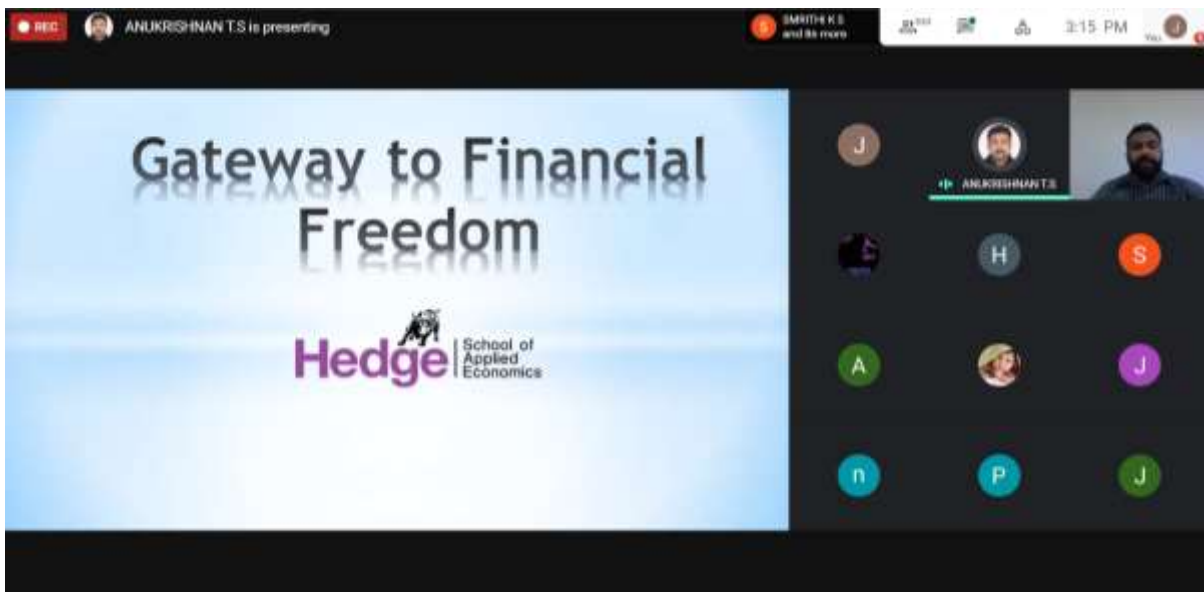 REC
ANUKRISHNAN T.S is presenting
SMRITHI K S
and 86 more
3:15 PM
You
J
Gateway to Financial
Freedom
Hedge
School of
Applied
Economics
J
ANUKRISHNAN T.S
H
S
A
J
n
P
J